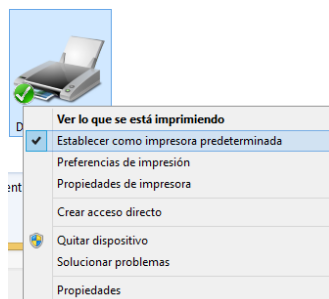 Ver lo que se está imprimiendo
Establecer como impresora predeterminada
Preferencias de impresión
Propiedades de impresora
Crear acceso directo
Quitar dispositivo
Solucionar problemas
Propiedades